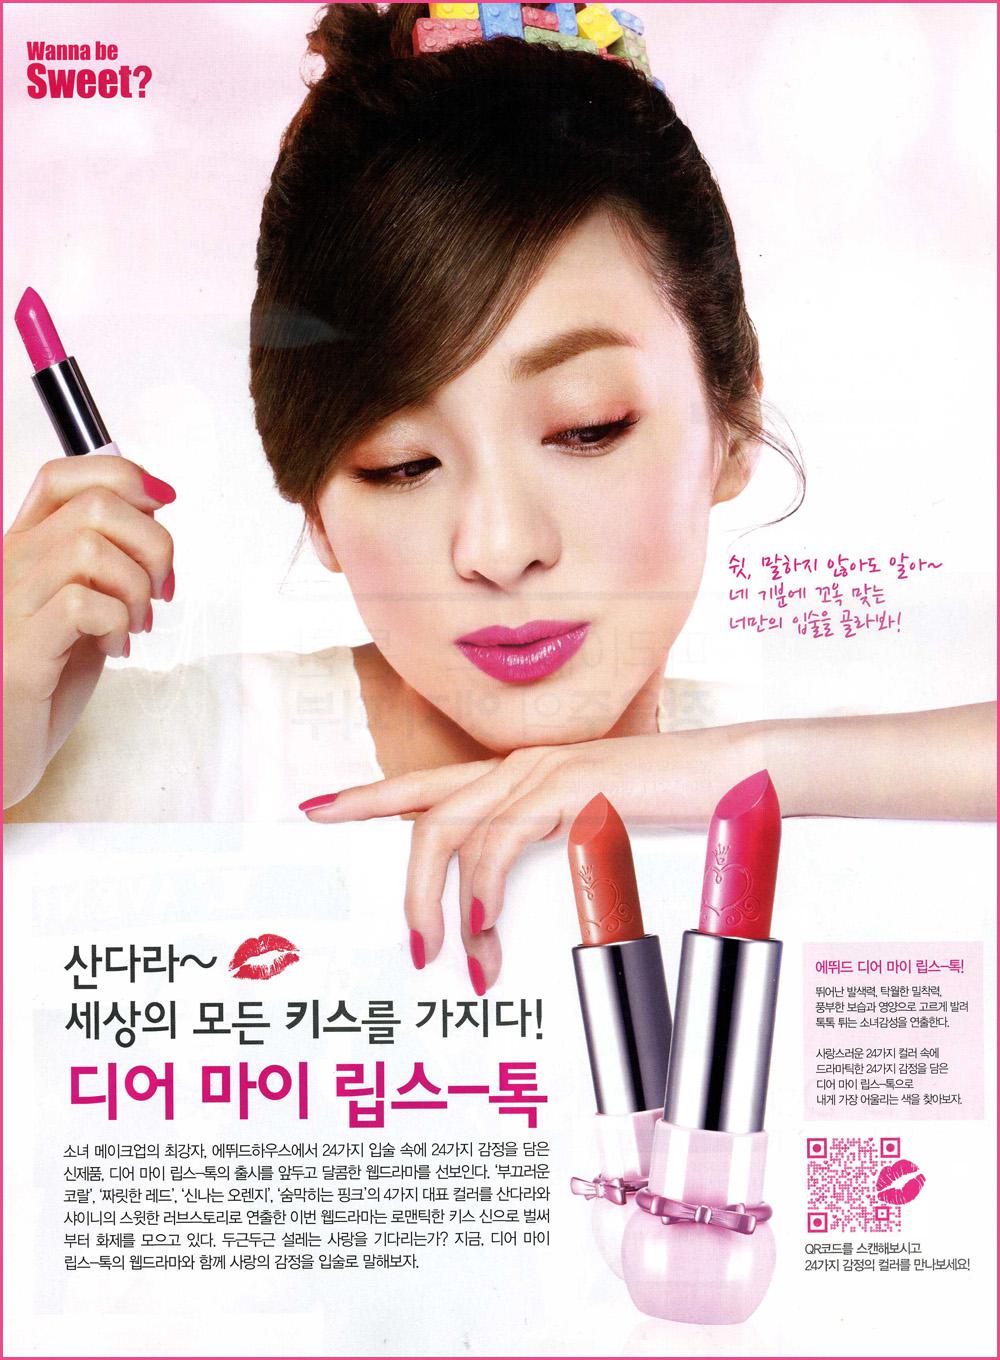 Wanna be
Sweet?
쉿, 말하지 않아도 알아~
네 기분에 꼬옥 맞는
너만의 입술을 골라봐!
산다라~
세상의 모든 키스를 가지다!
디어 마이 립스-톡
소녀 메이크업의 최강자, 에뛰드하우스에서 24가지 입술 속에 24가지 감정을 담은
신제품, 디어 마이 립스-톡의 출시를 앞두고 달콤한 웹드라마를 선보인다. '부끄러운
코랄', '짜릿한 레드', '신나는 오렌지', '숨막히는 핑크'의 4가지 대표 컬러를 산다라와
샤이니의 스윗한 러브스토리로 연출한 이번 웹드라마는 로맨틱한 키스 신으로 벌써
부터 화제를 모으고 있다. 두근두근 설레는 사랑을 기다리는가? 지금, 디어 마이
립스-톡의 웹드라마와 함께 사랑의 감정을 입술로 말해보자.
에뛰드 디어 마이 립스-톡!
뛰어난 발색력, 탁월한 밀착력,
풍부한 보습과 영양으로 고르게 발려
톡톡 튀는 소녀감성을 연출한다.
사랑스러운 24가지 컬러 속에
드라마틱한 24가지 감정을 담은
디어 마이 립스-톡으로
내게 가장 어울리는 색을 찾아보자.
QR코드를 스캔해보시고
24가지 감정의 컬러를 만나보세요!